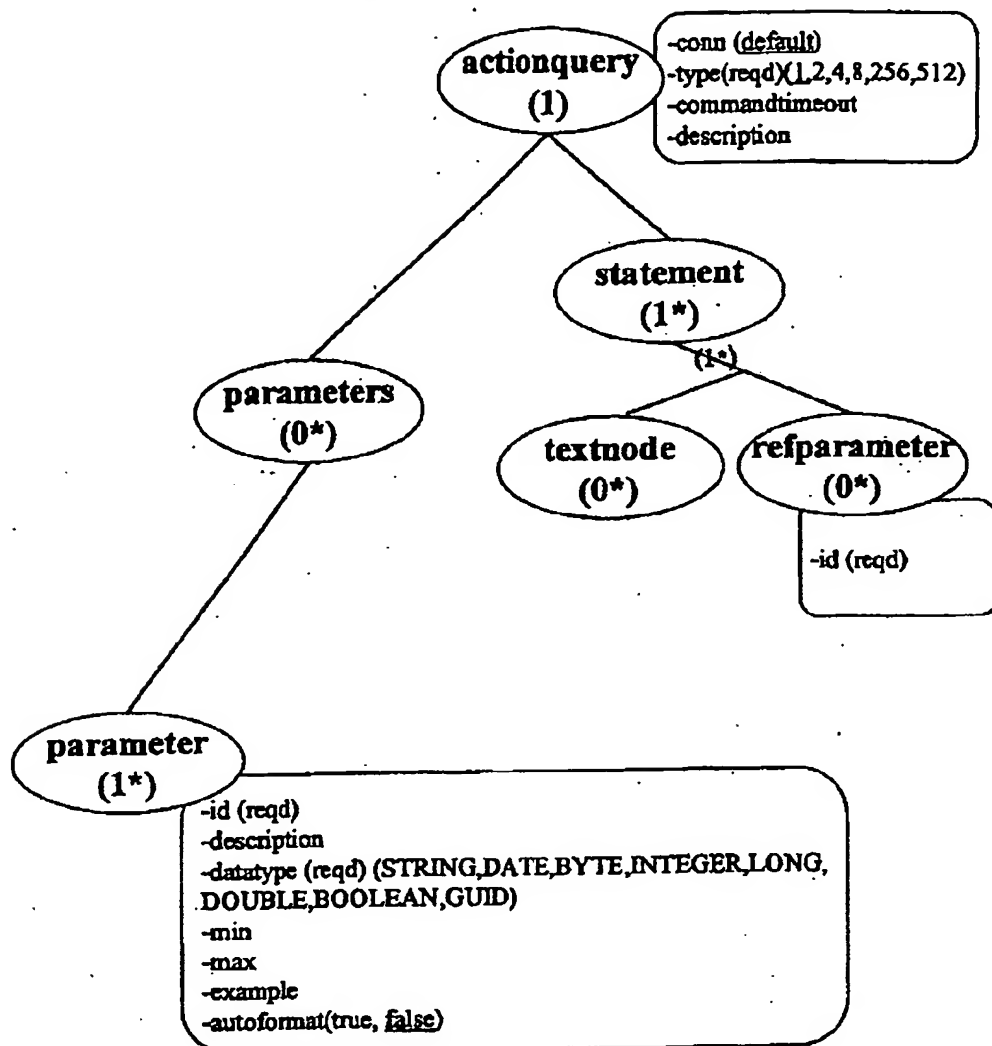 actionquery
(1)
-conn (default)
-type(reqd)(1,2,4,8,256,512)
-commandtimeout
-description
statement
(1*)
(1*)
parameters
(0*)
textnode
(0*)
refparameter
(0*)
-id (reqd)
parameter
(1*)
-id (reqd)
-description
-datatype (reqd) (STRING,DATE,BYTE,INTEGER,LONG,
DOUBLE,BOOLEAN,GUID)
-min
-max
-example
-autoformat(true, false)